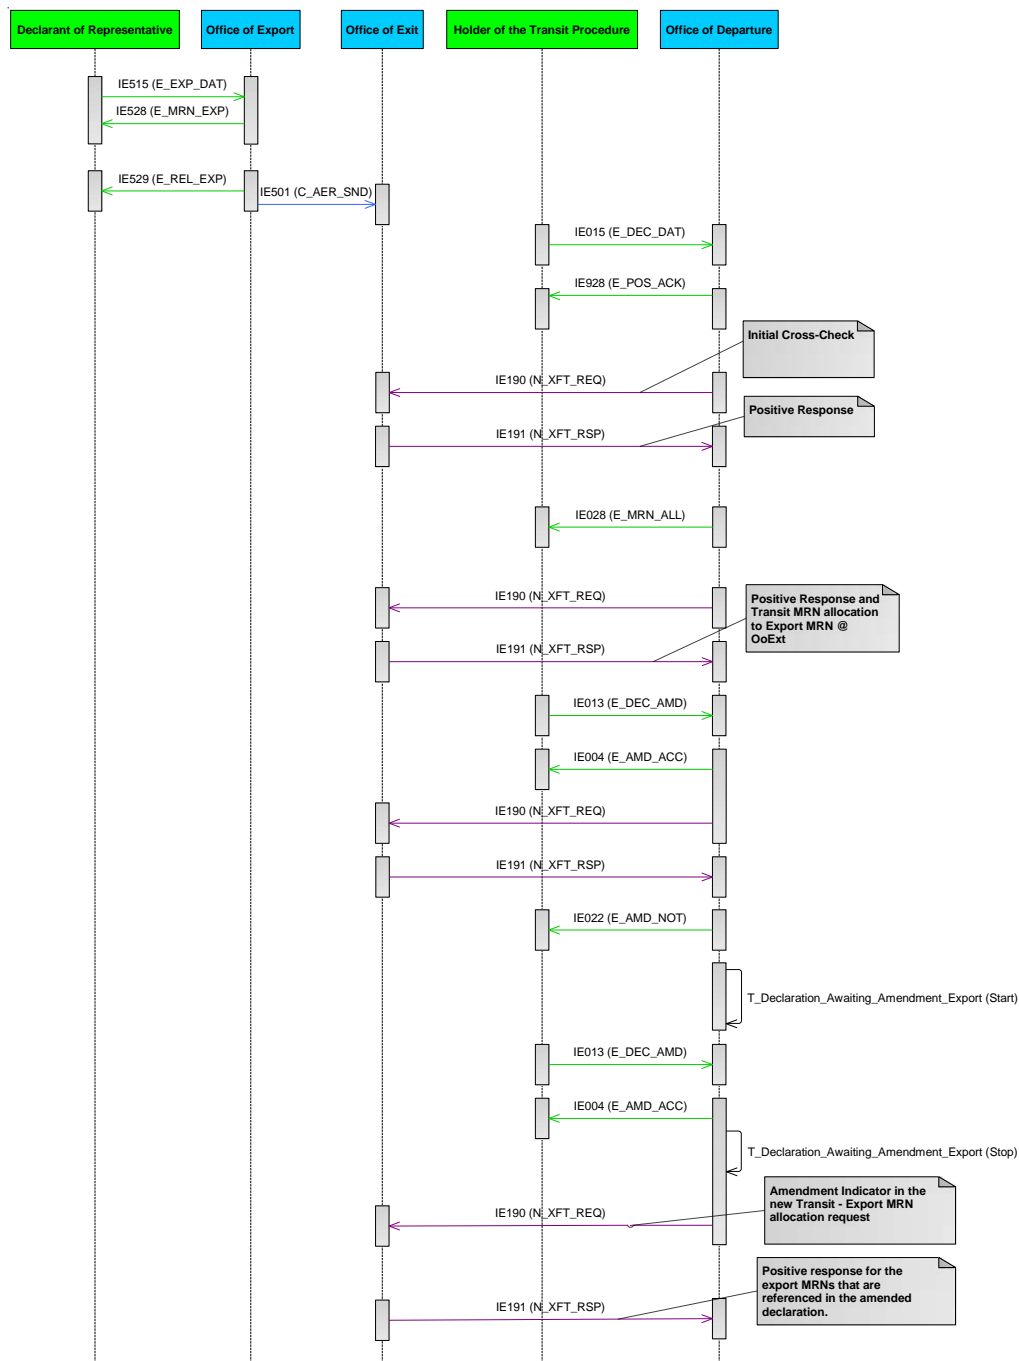 Declarant of Representative
Office of Export
Office of Exit
Holder of the Transit Procedure
Office of Departure
IE515 (E_EXP_DAT)
IE528 (E_MRN_EXP)
IE529 (E_REL_EXP)
IE501 (C_AER_SND)
IE015 (E_DEC_DAT)
IE928 (E_POS_ACK)
Initial Cross-Check
IE190 (N_XFT_REQ)
Positive Response
IE191 (N_XFT_RSP)
IE028 (E_MRN_ALL)
IE190 (N_XFT_REQ)
Positive Response and
Transit MRN allocation
to Export MRN @
OoExt
IE191 (N_XFT_RSP)
IE013 (E_DEC_AMD)
IE004 (E_AMD_ACC)
IE190 (N_XFT_REQ)
IE191 (N_XFT_RSP)
IE022 (E_AMD_NOT)
T_Declaration_Awaiting_Amendment_Export (Start)
IE013 (E_DEC_AMD)
IE004 (E_AMD_ACC)
T_Declaration_Awaiting_Amendment_Export (Stop)
Amendment Indicator in the
new Transit - Export MRN
allocation request
IE190 (N_XFT_REQ)
Positive response for the
export MRNs that are
referenced in the amended
declaration.
IE191 (N_XFT_RSP)